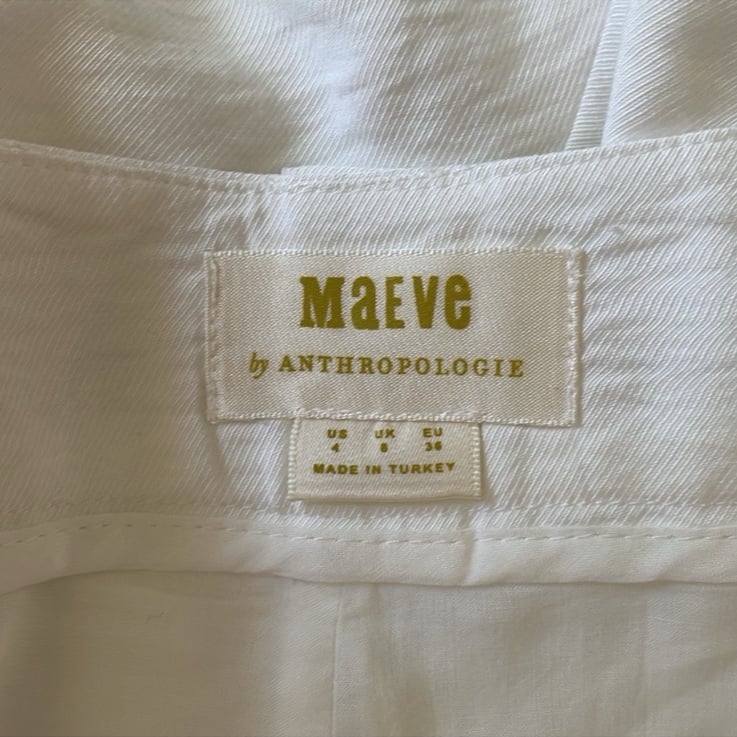 MaEVe
by ANTHROPOLOGIE
US UK EU
4 8 36
MADE IN TURKEY